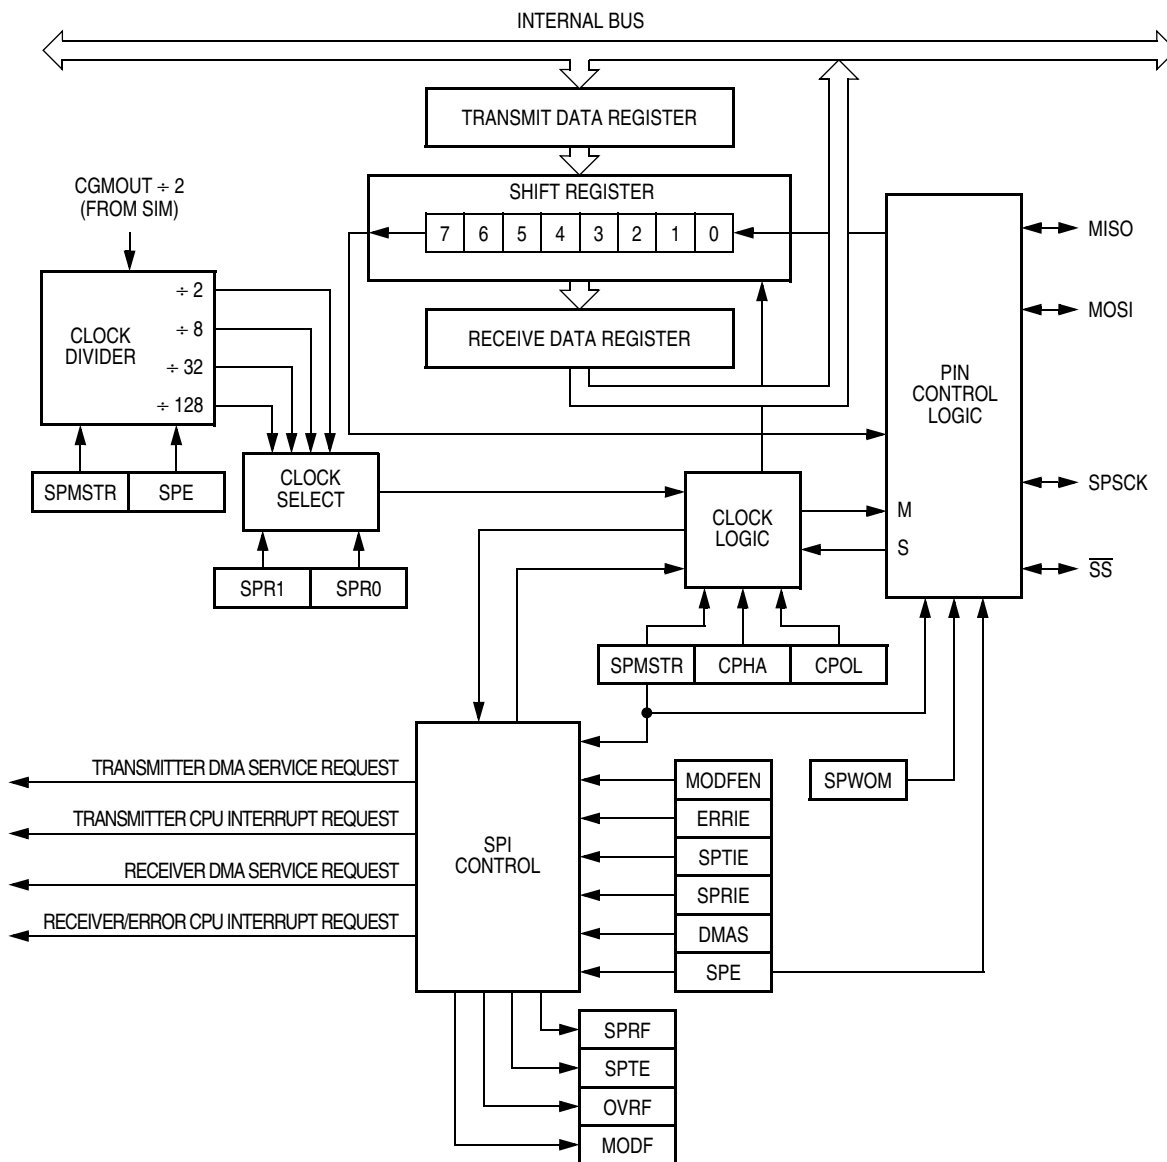 INTERNAL BUS
TRANSMIT DATA REGISTER
CGMOUT ÷ 2
(FROM SIM)
SHIFT REGISTER
7 6 5 4 3 2 1 0
MISO
÷ 2
CLOCK
DIVIDER
÷ 8
÷ 32
÷ 128
RECEIVE DATA REGISTER
MOSI
PIN
CONTROL
LOGIC
SPMSTR SPE
CLOCK
SELECT
SPSCK
CLOCK
LOGIC
M
S
SS
SPR1 SPR0
SPMSTR CPHA CPOL
TRANSMITTER DMA SERVICE REQUEST
TRANSMITTER CPU INTERRUPT REQUEST
RECEIVER DMA SERVICE REQUEST
RECEIVER/ERROR CPU INTERRUPT REQUEST
SPI
CONTROL
MODFEN
ERRIE
SPTIE
SPRIE
DMAS
SPE
SPWOM
SPRF
SPTE
OVRF
MODF